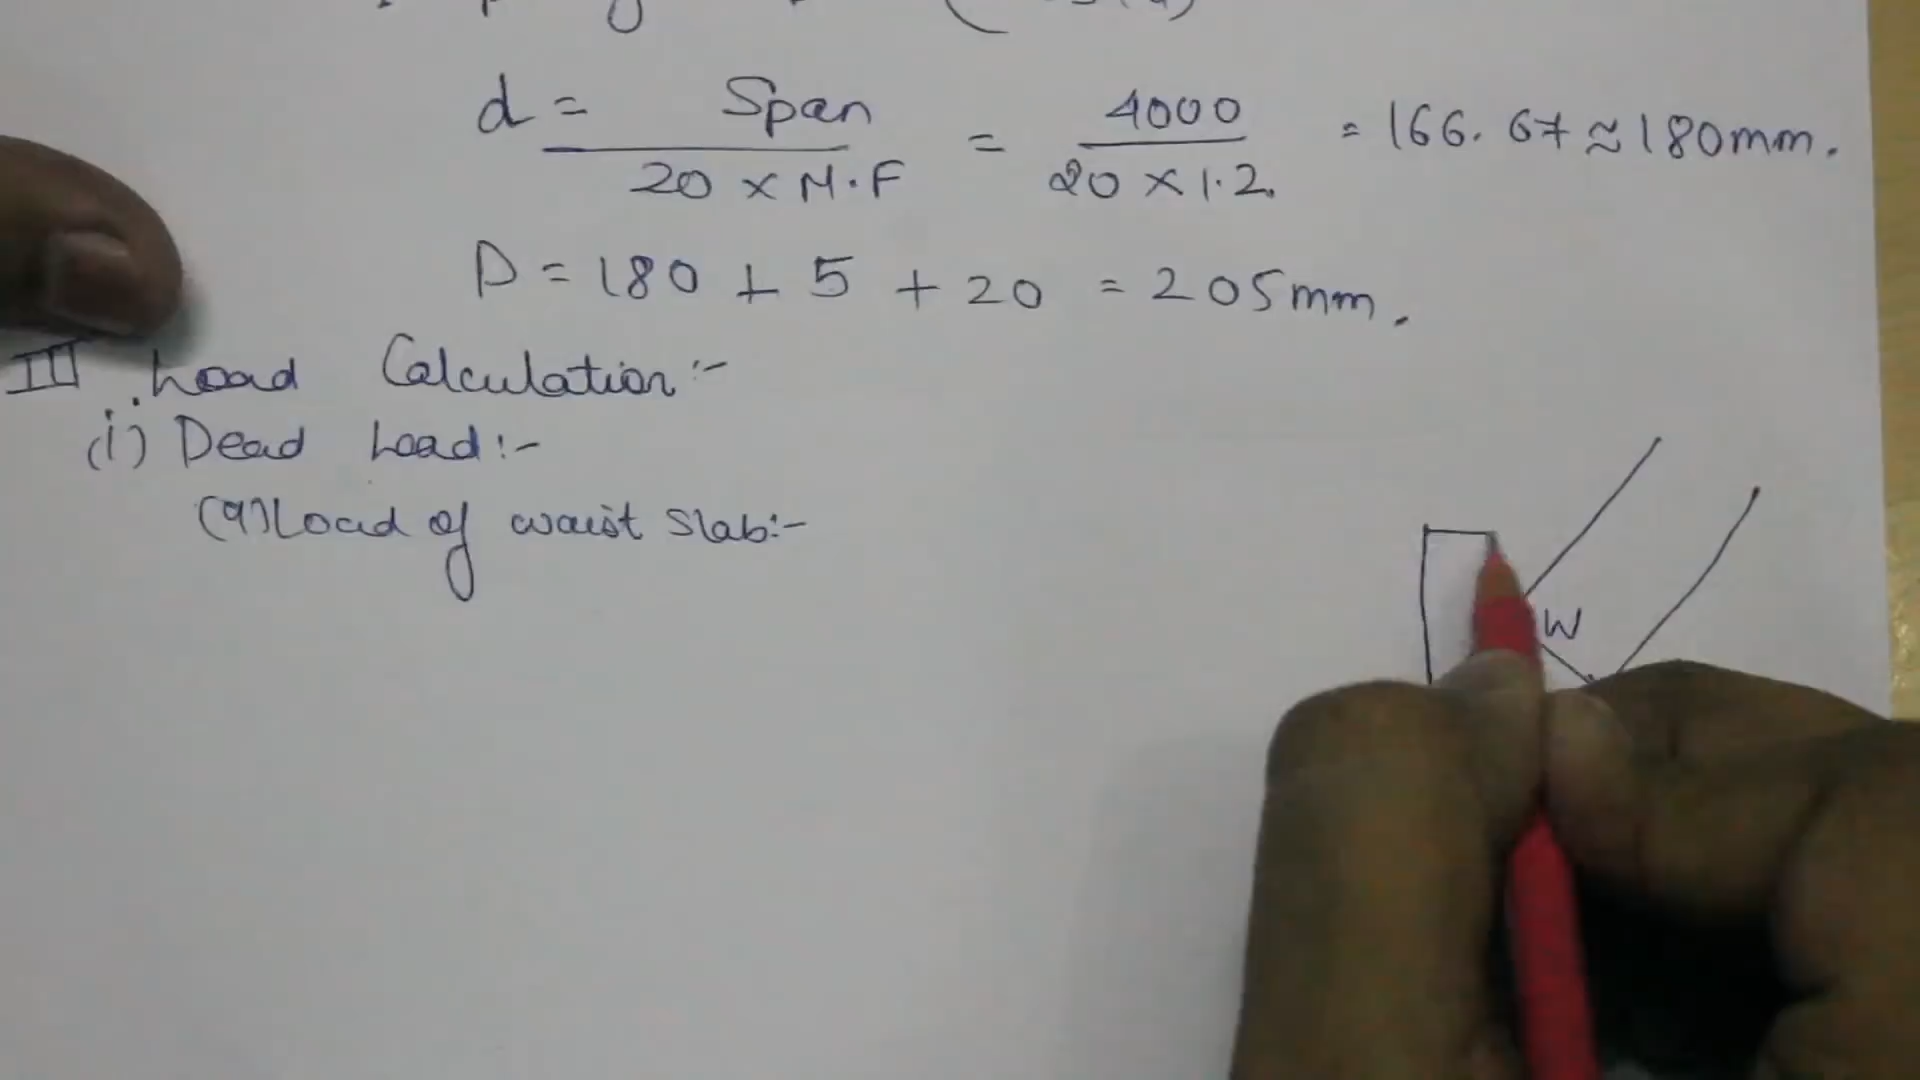 d = Span / 20 x M.F = 4000 / 20 x 1.2. = 166.67 ≈ 180mm.
D = 180 + 5 + 20 = 205mm.
III. Load Calculation:-
(i) Dead Load:-
(a) Load of waist slab:-
W